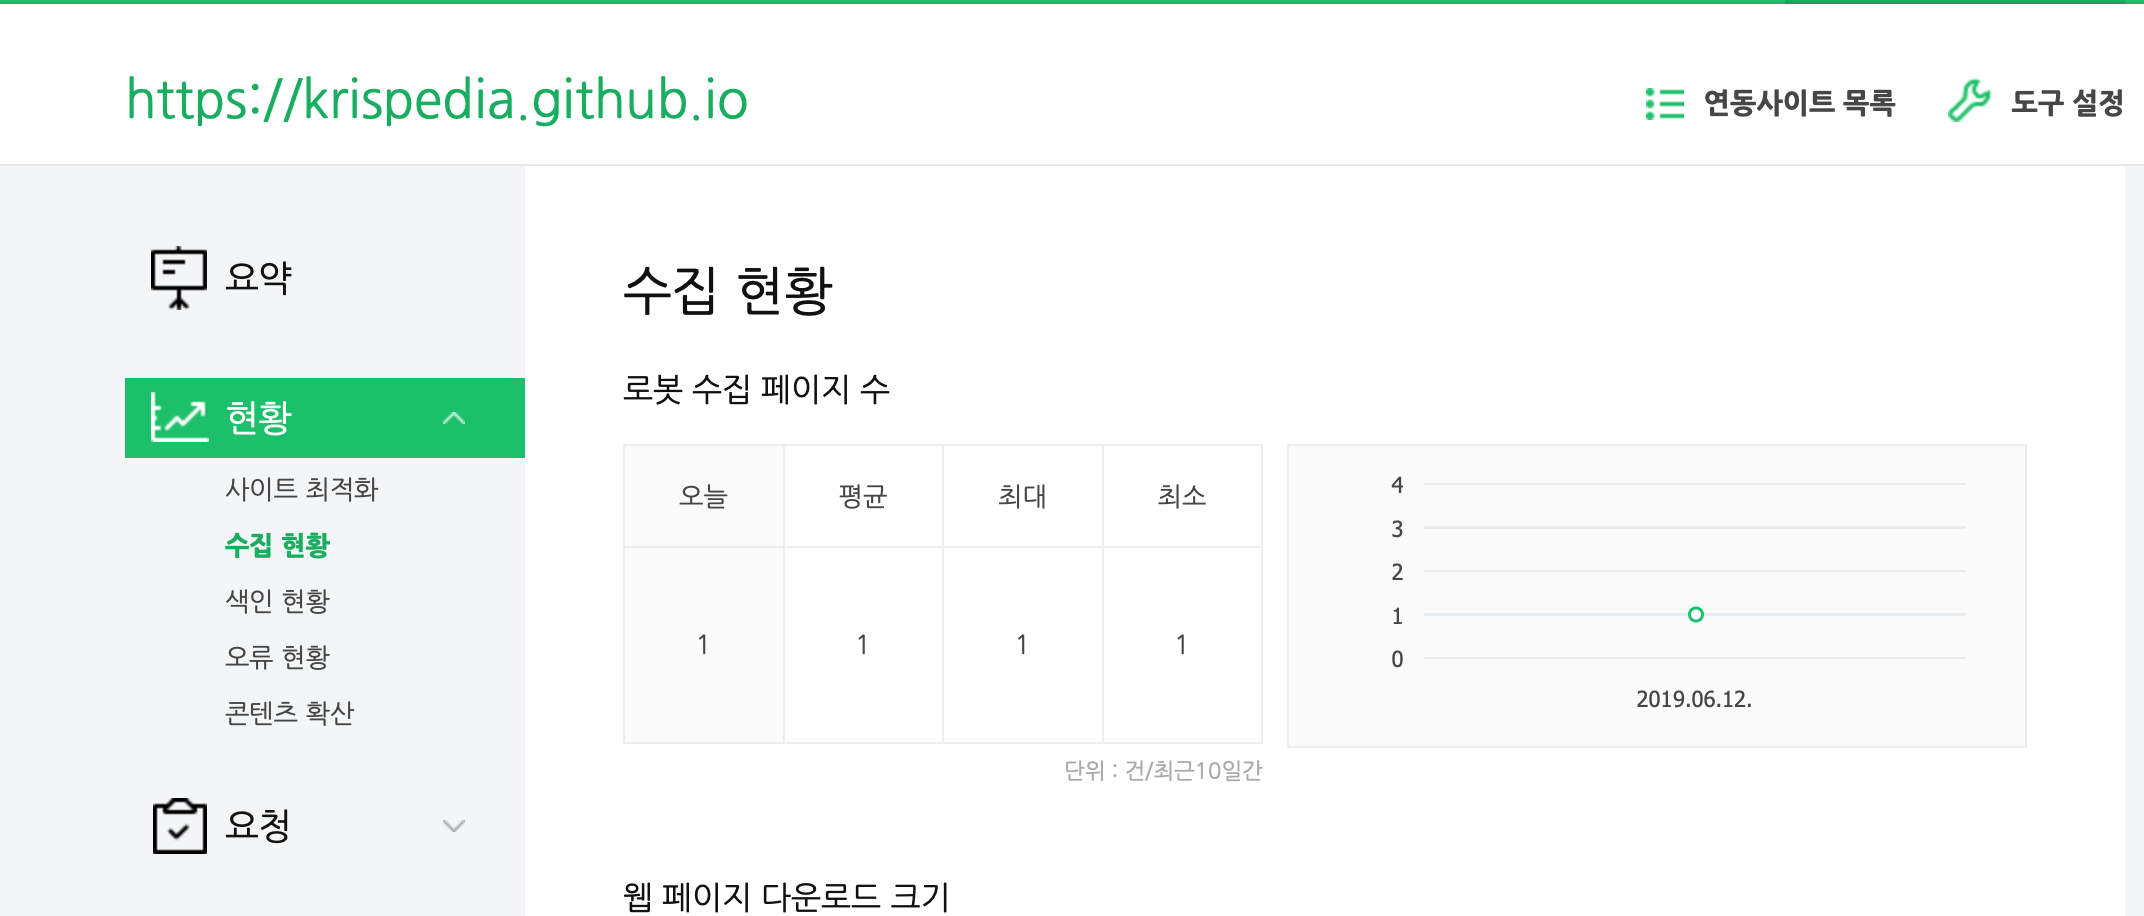 https://krispedia.github.io
연동사이트 목록
도구 설정
요약
현황
사이트 최적화
수집 현황
색인 현황
오류 현황
콘텐츠 확산
요청
수집 현황
로봇 수집 페이지 수
오늘 평균 최대 최소
1 1 1 1
단위 : 건/최근10일간
4
3
2
1
0
2019.06.12.
웹 페이지 다운로드 크기